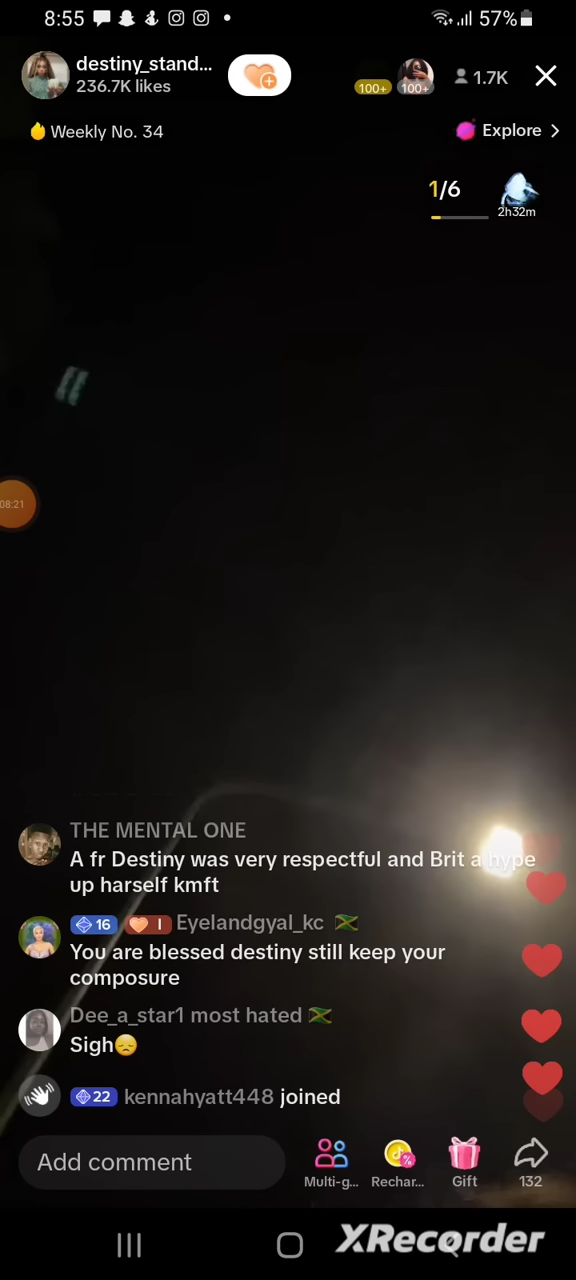 8:55
57%
destiny_stand...
236.7K likes
100+
100+
1.7K
Weekly No. 34
Explore
1/6
2h32m
08:21
THE MENTAL ONE
A fr Destiny was very respectful and Brit a hype
up harself kmft
16 I Eyelandgyal_kc
You are blessed destiny still keep your
composure
Dee_a_star1 most hated
Sigh😞
22 kennahyatt448 joined
Add comment
Multi-g...
Rechar...
Gift
132
XRecorder